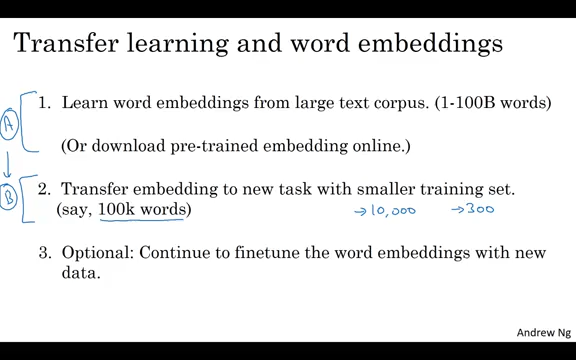 Transfer learning and word embeddings
A
1. Learn word embeddings from large text corpus. (1-100B words)
(Or download pre-trained embedding online.)
B
2. Transfer embedding to new task with smaller training set.
(say, 100k words) → 10,000 → 300
3. Optional: Continue to finetune the word embeddings with new
data.
Andrew Ng